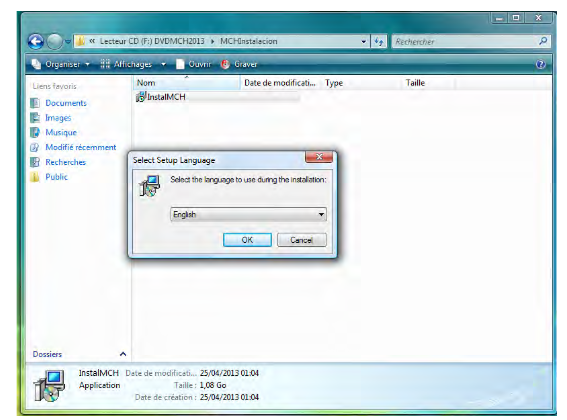 « Lecteur CD (F:) DVDMCH2013 ▸ MCHInstalacion
Rechercher
Organiser Affichages Ouvrir Graver
Liens favoris
Nom Date de modificati... Type Taille
Documents
InstalMCH
Images
Musique
Modifié récemment
Recherches
Public
Select Setup Language
Select the language to use during the installation:
English
OK Cancel
Dossiers
InstalMCH Date de modificati... 25/04/2013 01:04
Application Taille : 1,08 Go
Date de création : 25/04/2013 01:04